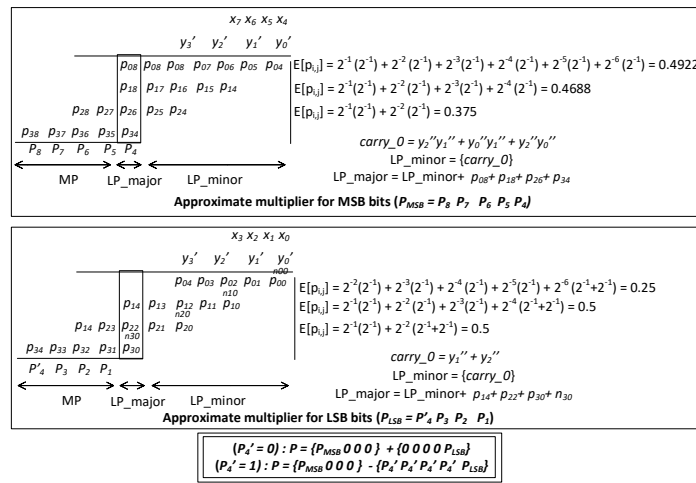 x7 x6 x5 x4
y3′ y2′ y1′ y0′
p08 p08 p08 p07 p06 p05 p04 E[pi,j] = 2^-1 (2^-1) + 2^-2 (2^-1) + 2^-3(2^-1) + 2^-4 (2^-1) + 2^-5(2^-1) + 2^-6 (2^-1) = 0.4922
p18 p17 p16 p15 p14 E[pi,j] = 2^-1(2^-1) + 2^-2 (2^-1) + 2^-3(2^-1) + 2^-4 (2^-1) = 0.4688
p28 p27 p26 p25 p24 E[pi,j] = 2^-1(2^-1) + 2^-2 (2^-1) = 0.375
p38 p37 p36 p35 p34
carry_0 = y2′′y1′′ + y0′′y1′′ + y2′′y0′′
P8 P7 P6 P5 P4
LP_minor = {carry_0}
MP LP_major LP_minor
LP_major = LP_minor+ p08+ p18+ p26+ p34
Approximate multiplier for MSB bits (PMSB = P8 P7 P6 P5 P4)
x3 x2 x1 x0
y3′ y2′ y1′ y0′
n00
p04 p03 p02 p01 p00 E[pi,j] = 2^-2(2^-1) + 2^-3(2^-1) + 2^-4(2^-1) + 2^-5(2^-1) + 2^-6 (2^-1+2^-1) = 0.25
n10
p14 p13 p12 p11 p10 E[pi,j] = 2^-1(2^-1) + 2^-2 (2^-1) + 2^-3(2^-1) + 2^-4 (2^-1+2^-1) = 0.5
n20
p14 p23 p22 p21 p20 E[pi,j] = 2^-1(2^-1) + 2^-2 (2^-1+2^-1) = 0.5
n30
p34 p33 p32 p31 p30
carry_0 = y1′′ + y2′′
P′4 P3 P2 P1
LP_minor = {carry_0}
MP LP_major LP_minor
LP_major = LP_minor+ p14+ p22+ p30+ n30
Approximate multiplier for LSB bits (PLSB = P′4 P3 P2 P1)
(P4′ = 0) : P = {PMSB 0 0 0 } + {0 0 0 0 PLSB}
(P4′ = 1) : P = {PMSB 0 0 0 } - {P4′ P4′ P4′ P4′ PLSB}